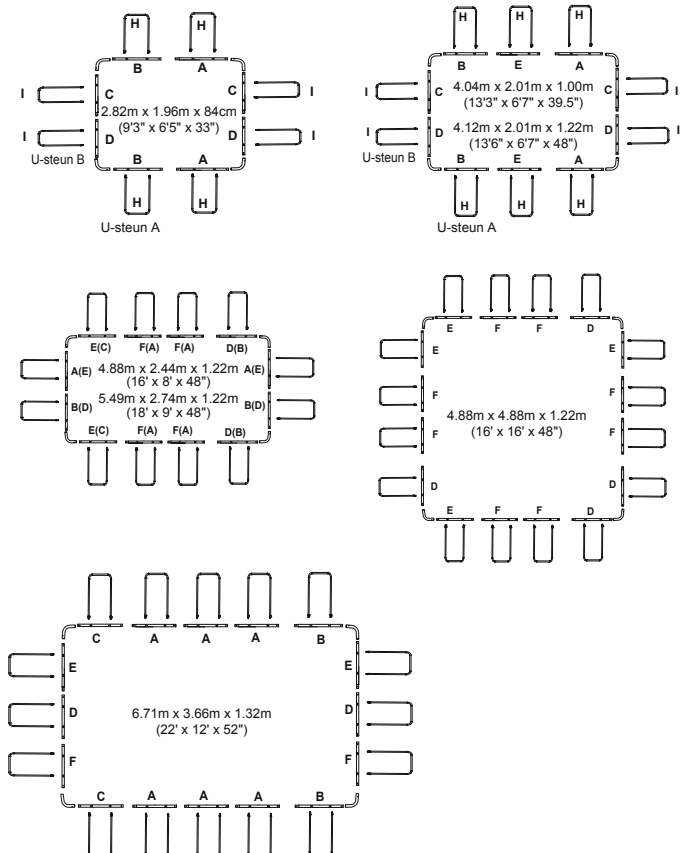 H H
B A
I C C I
2.82m x 1.96m x 84cm
(9'3" x 6'5" x 33")
I D D I
U-steun B
B A
H H
U-steun A
H H H
B E A
I C C I
4.04m x 2.01m x 1.00m
(13'3" x 6'7" x 39.5")
I D D I
4.12m x 2.01m x 1.22m
(13'6" x 6'7" x 48")
U-steun B
B E A
H H H
U-steun A
E(C) F(A) F(A) D(B)
A(E) 4.88m x 2.44m x 1.22m A(E)
(16' x 8' x 48")
B(D) 5.49m x 2.74m x 1.22m B(D)
(18' x 9' x 48")
E(C) F(A) F(A) D(B)
E F F D
E E
F F
4.88m x 4.88m x 1.22m
(16' x 16' x 48")
F F
D D
E F F D
C A A A B
E E
D D
6.71m x 3.66m x 1.32m
(22' x 12' x 52")
F F
C A A A B